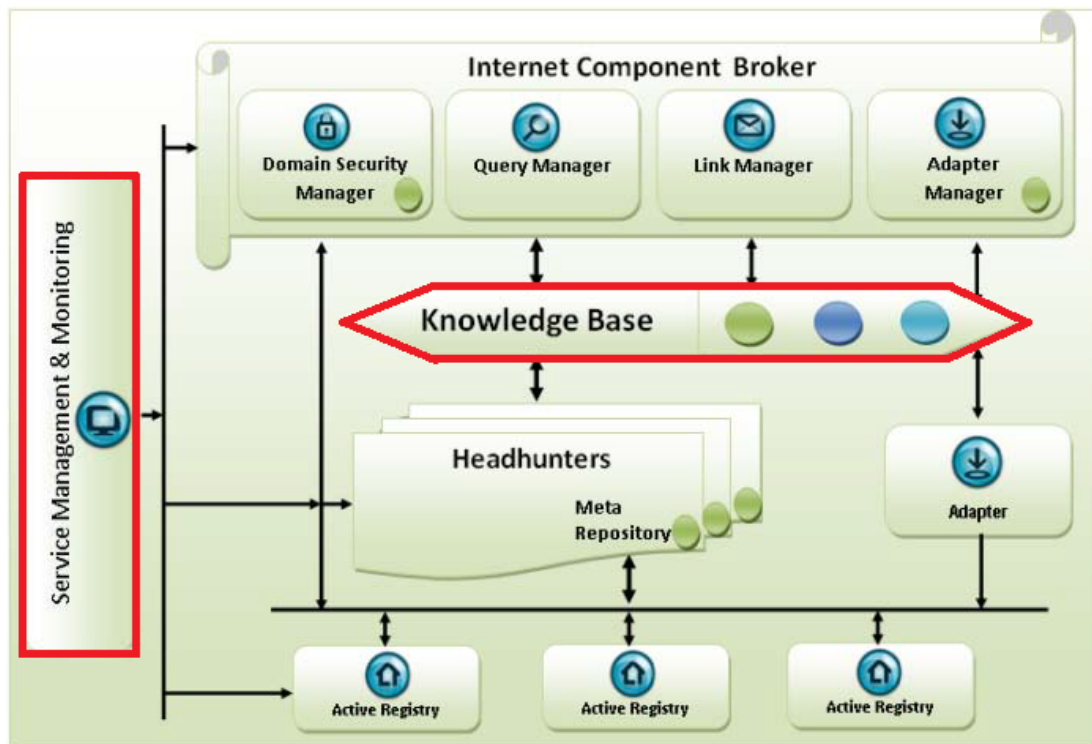 Internet Component Broker
Domain Security
Manager
Query Manager
Link Manager
Adapter
Manager
Service Management & Monitoring
Knowledge Base
Headhunters
Meta
Repository
Adapter
Active Registry
Active Registry
Active Registry